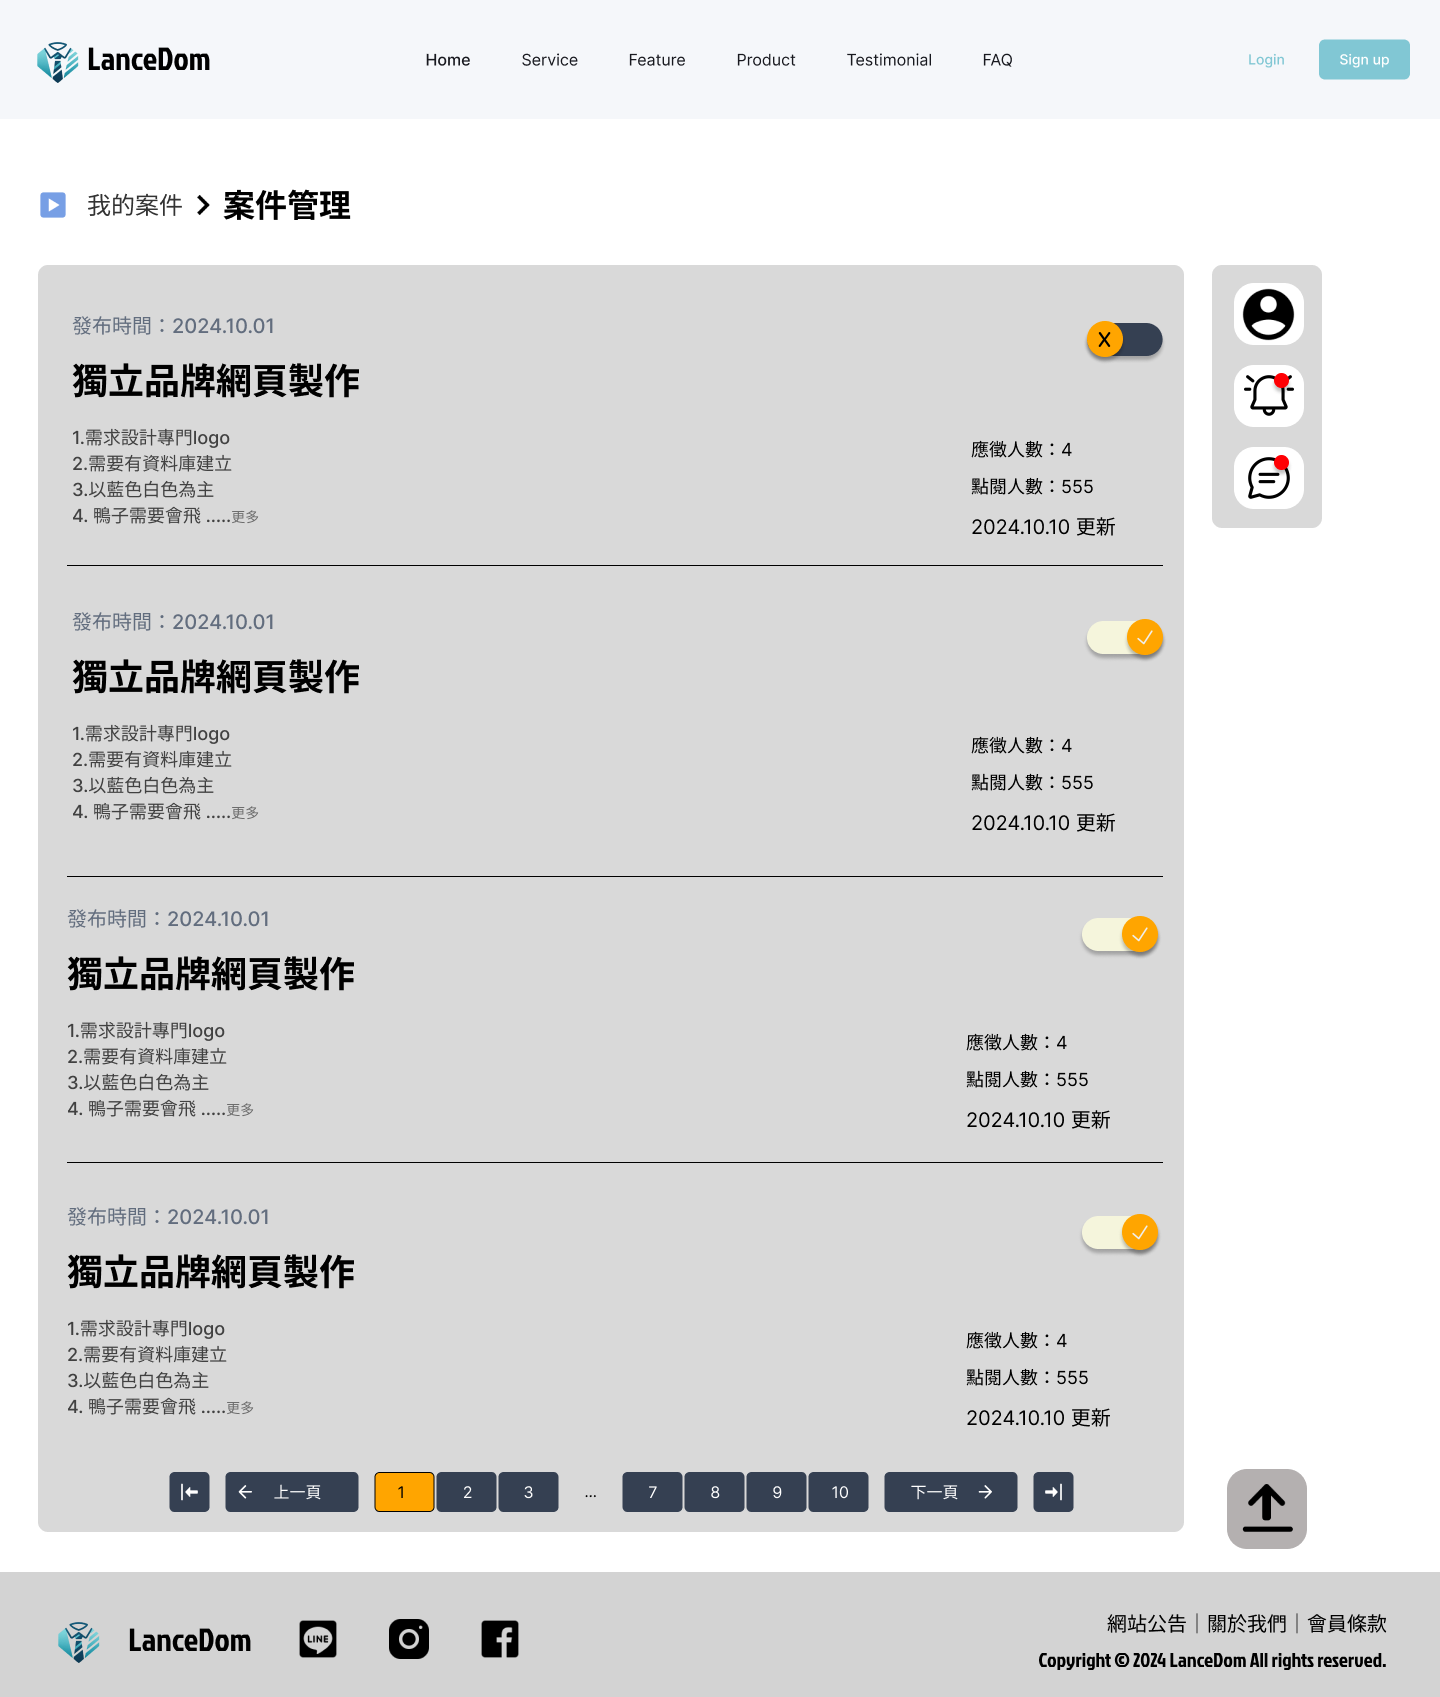 LanceDom
Home Service Feature Product Testimonial FAQ
Login Sign up
我的案件 案件管理
發布時間：2024.10.01
獨立品牌網頁製作
1.需求設計專門logo
2.需要有資料庫建立
3.以藍色白色為主
4. 鴨子需要會飛 .....更多
X
應徵人數：4
點閱人數：555
2024.10.10 更新
發布時間：2024.10.01
獨立品牌網頁製作
1.需求設計專門logo
2.需要有資料庫建立
3.以藍色白色為主
4. 鴨子需要會飛 .....更多
應徵人數：4
點閱人數：555
2024.10.10 更新
發布時間：2024.10.01
獨立品牌網頁製作
1.需求設計專門logo
2.需要有資料庫建立
3.以藍色白色為主
4. 鴨子需要會飛 .....更多
應徵人數：4
點閱人數：555
2024.10.10 更新
發布時間：2024.10.01
獨立品牌網頁製作
1.需求設計專門logo
2.需要有資料庫建立
3.以藍色白色為主
4. 鴨子需要會飛 .....更多
應徵人數：4
點閱人數：555
2024.10.10 更新
上一頁 1 2 3 ... 7 8 9 10 下一頁
LanceDom
LINE
網站公告｜關於我們｜會員條款
Copyright © 2024 LanceDom All rights reserved.